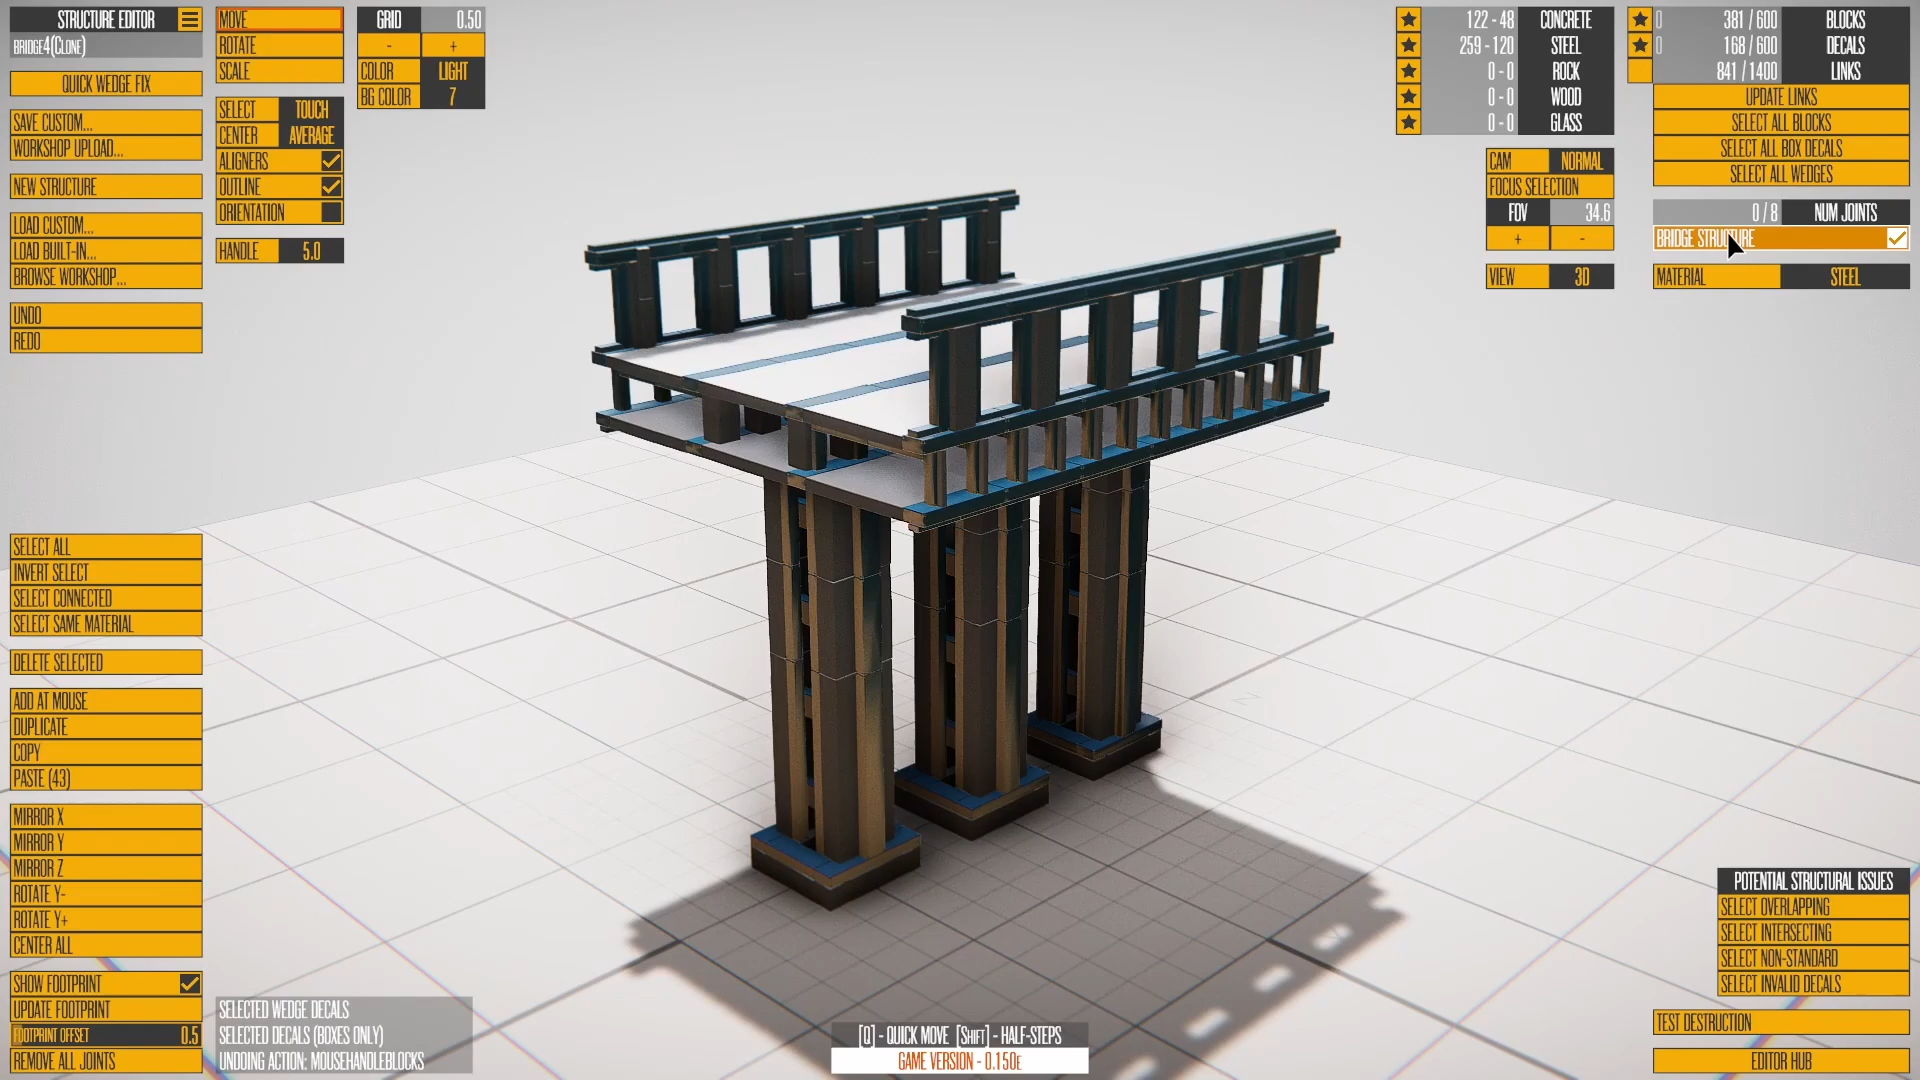 STRUCTURE EDITOR
BRIDGE4(CLONE)
QUICK WEDGE FIX
SAVE CUSTOM...
WORKSHOP UPLOAD...
NEW STRUCTURE
LOAD CUSTOM...
LOAD BUILT-IN...
BROWSE WORKSHOP...
UNDO
REDO
MOVE
ROTATE
SCALE
SELECT TOUCH
CENTER AVERAGE
ALIGNERS
OUTLINE
ORIENTATION
HANDLE 5.0
GRID 0.50
- +
COLOR LIGHT
BG COLOR 7
122 - 48 CONCRETE
259 - 120 STEEL
0 - 0 ROCK
0 - 0 WOOD
0 - 0 GLASS
CAM NORMAL
FOCUS SELECTION
FOV 34.6
+ -
VIEW 3D
0 381 / 600 BLOCKS
0 168 / 600 DECALS
841 / 1400 LINKS
UPDATE LINKS
SELECT ALL BLOCKS
SELECT ALL BOX DECALS
SELECT ALL WEDGES
0 / 8 NUM JOINTS
BRIDGE STRUCTURE
MATERIAL STEEL
SELECT ALL
INVERT SELECT
SELECT CONNECTED
SELECT SAME MATERIAL
DELETE SELECTED
ADD AT MOUSE
DUPLICATE
COPY
PASTE (43)
MIRROR X
MIRROR Y
MIRROR Z
ROTATE Y-
ROTATE Y+
CENTER ALL
SHOW FOOTPRINT
UPDATE FOOTPRINT
FOOTPRINT OFFSET 0.5
REMOVE ALL JOINTS
SELECTED WEDGE DECALS
SELECTED DECALS (BOXES ONLY)
UNDOING ACTION: MOUSEHANDLEBLOCKS
[Q] - QUICK MOVE [SHIFT] - HALF-STEPS
GAME VERSION - 0.150E
POTENTIAL STRUCTURAL ISSUES
SELECT OVERLAPPING
SELECT INTERSECTING
SELECT NON-STANDARD
SELECT INVALID DECALS
TEST DESTRUCTION
EDITOR HUB